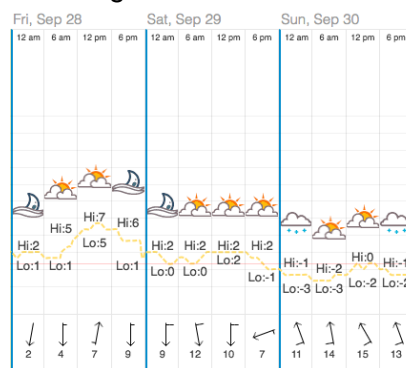 Fri, Sep 28 Sat, Sep 29 Sun, Sep 30
12 am 6 am 12 pm 6 pm 12 am 6 am 12 pm 6 pm 12 am 6 am 12 pm 6 pm
Hi:2 Hi:5 Hi:7 Hi:6 Hi:2 Hi:2 Hi:2 Hi:2 Hi:-1 Hi:-2 Hi:0
Lo:1 Lo:1 Lo:5 Lo:1 Lo:0 Lo:0 Lo:2 Lo:-1 Lo:-3 Lo:-3 Lo:-2
2 4 7 9 9 12 10 7 11 14 15 13